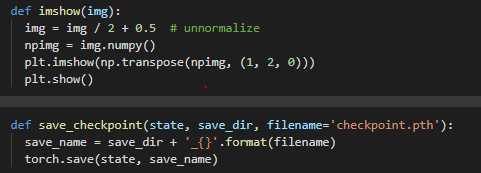 def imshow(img):
    img = img / 2 + 0.5  # unnormalize
    npimg = img.numpy()
    plt.imshow(np.transpose(npimg, (1, 2, 0)))
    plt.show()
def save_checkpoint(state, save_dir, filename='checkpoint.pth'):
    save_name = save_dir + '_{}'.format(filename)
    torch.save(state, save_name)